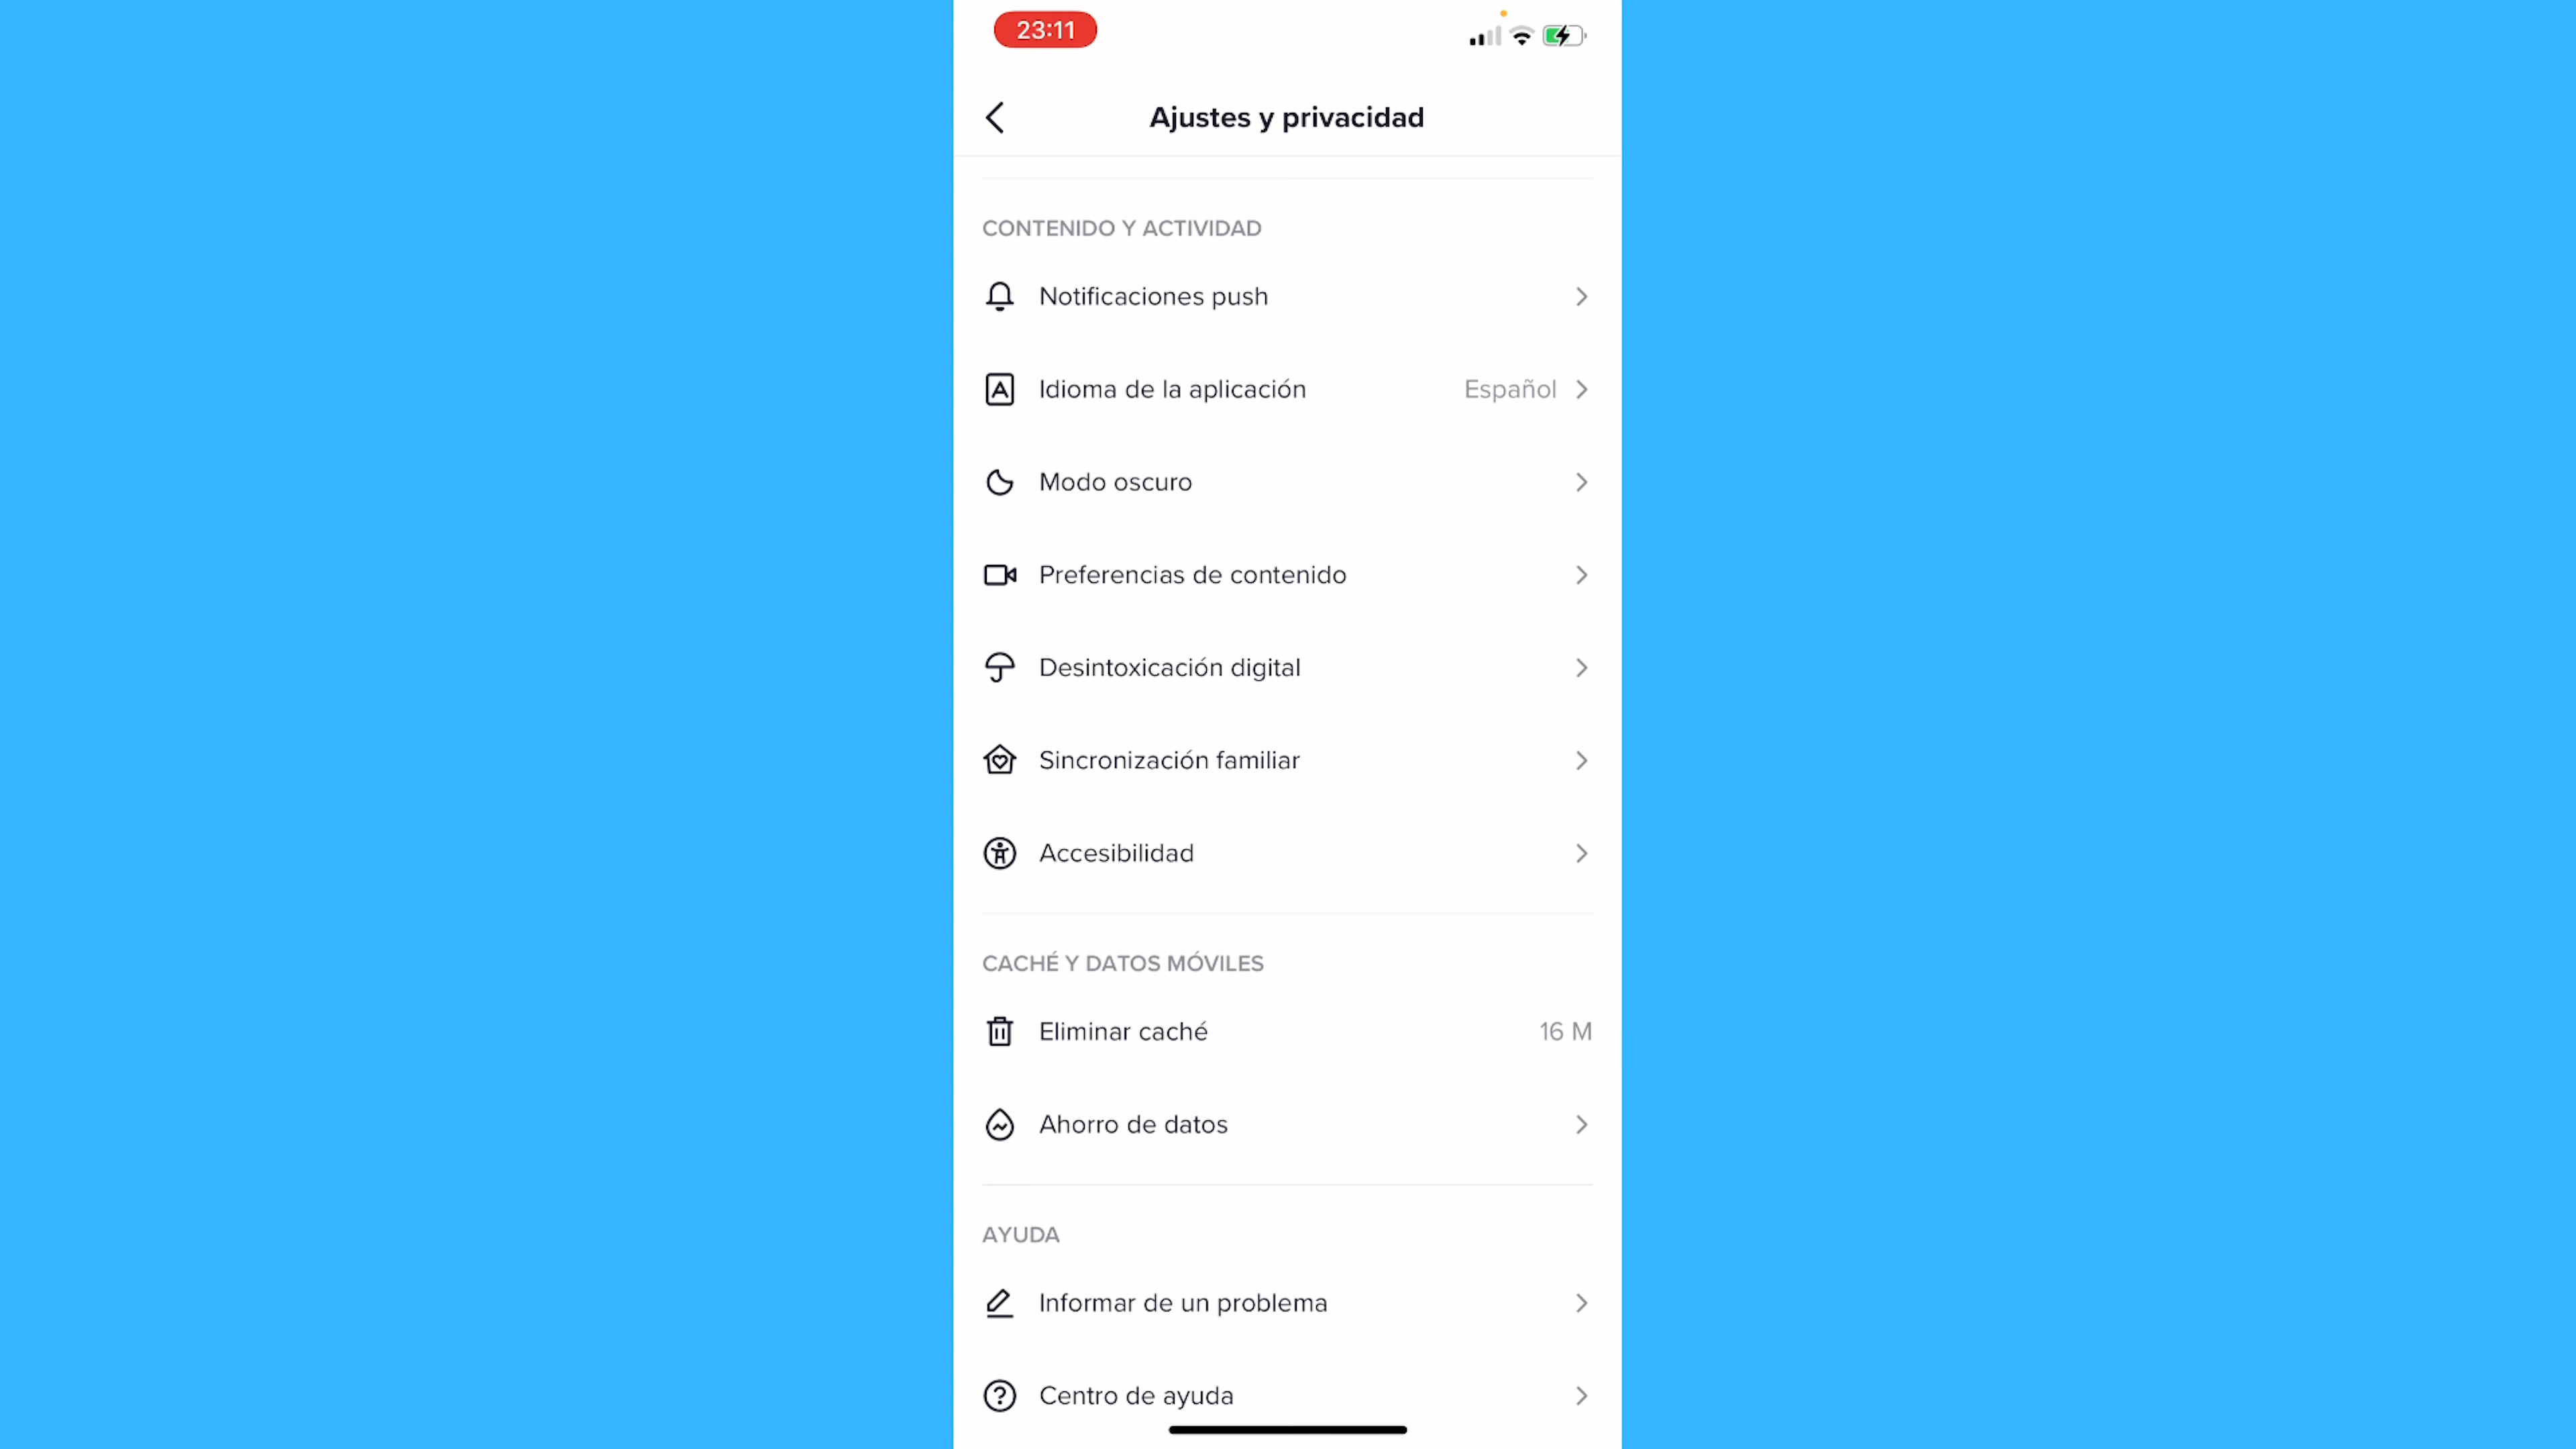 23:11
Ajustes y privacidad
CONTENIDO Y ACTIVIDAD
Notificaciones push
Idioma de la aplicación Español
Modo oscuro
Preferencias de contenido
Desintoxicación digital
Sincronización familiar
Accesibilidad
CACHÉ Y DATOS MÓVILES
Eliminar caché 16 M
Ahorro de datos
AYUDA
Informar de un problema
Centro de ayuda